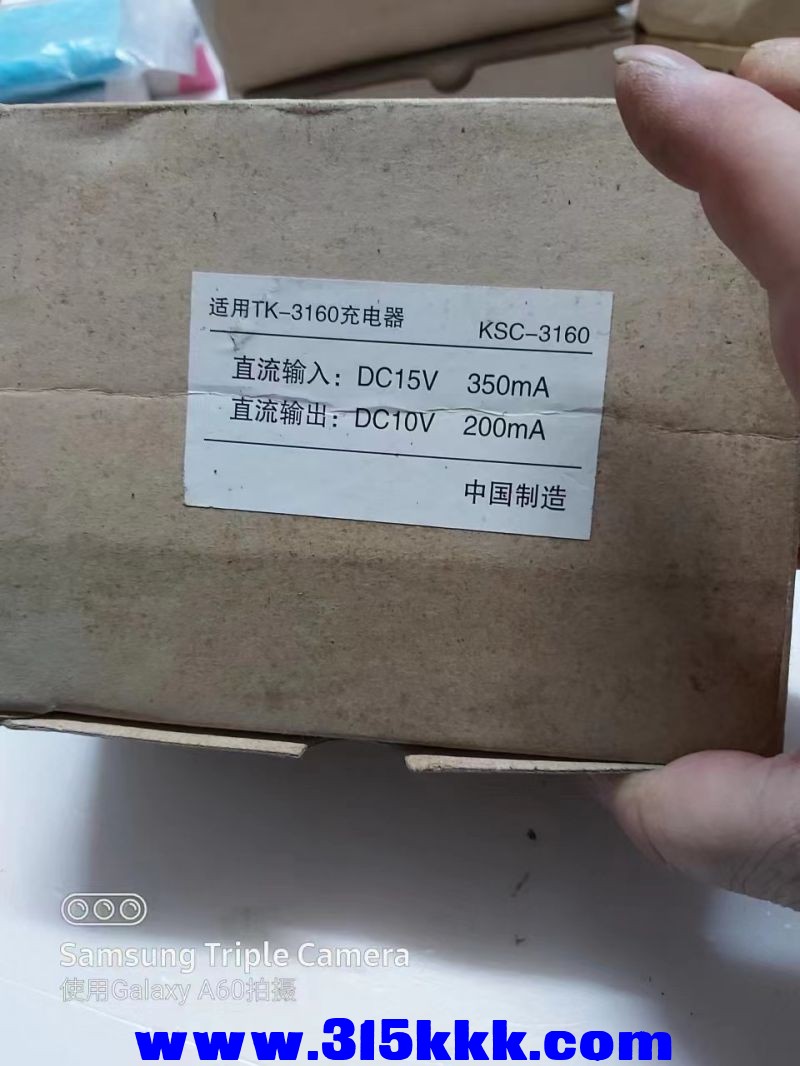 适用TK-3160充电器 KSC-3160
直流输入：DC15V 350mA
直流输出：DC10V 200mA
中国制造
Samsung Triple Camera
使用Galaxy A60拍摄
www.315kkk.com